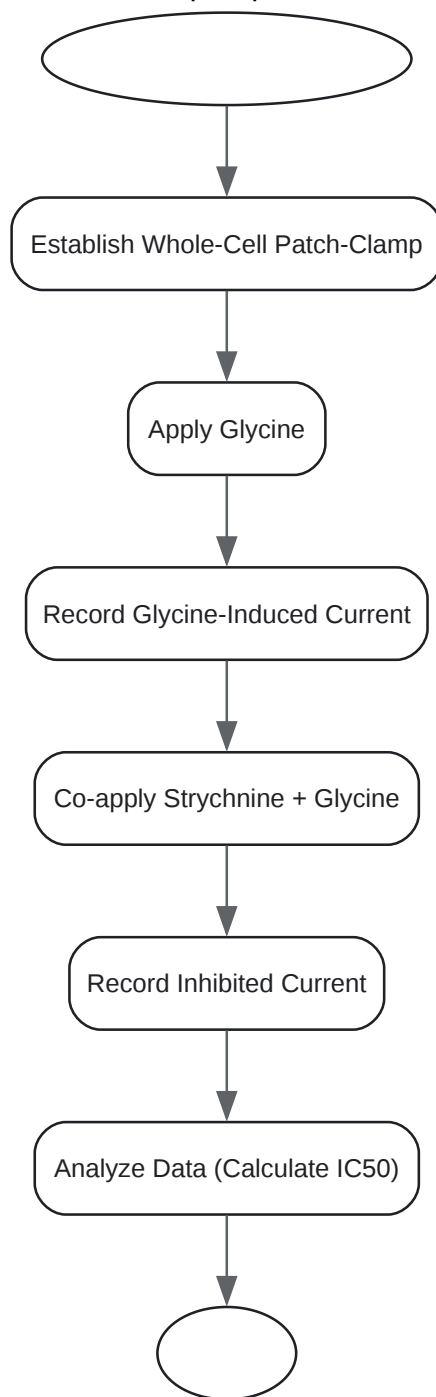 Establish Whole-Cell Patch-Clamp
Apply Glycine
Record Glycine-Induced Current
Co-apply Strychnine + Glycine
Record Inhibited Current
Analyze Data (Calculate IC50)